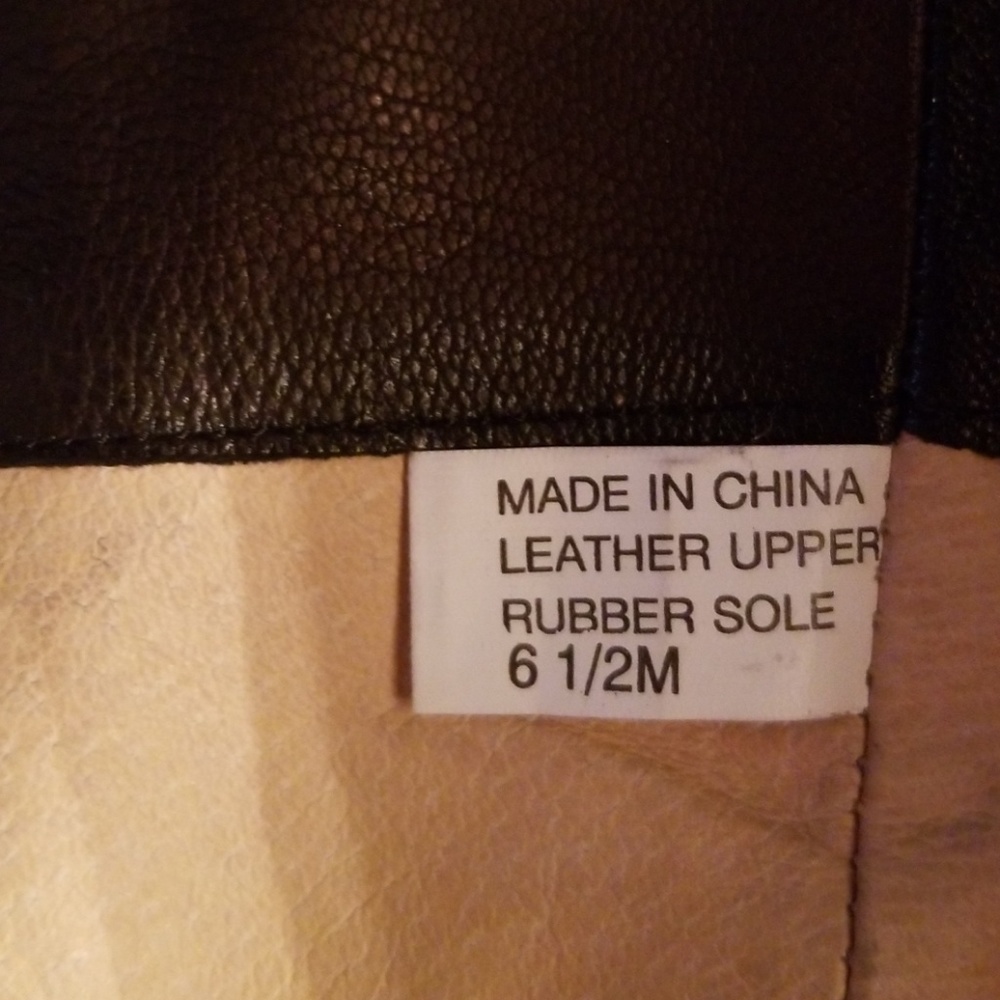 MADE IN CHINA
LEATHER UPPER
RUBBER SOLE
6 1/2M